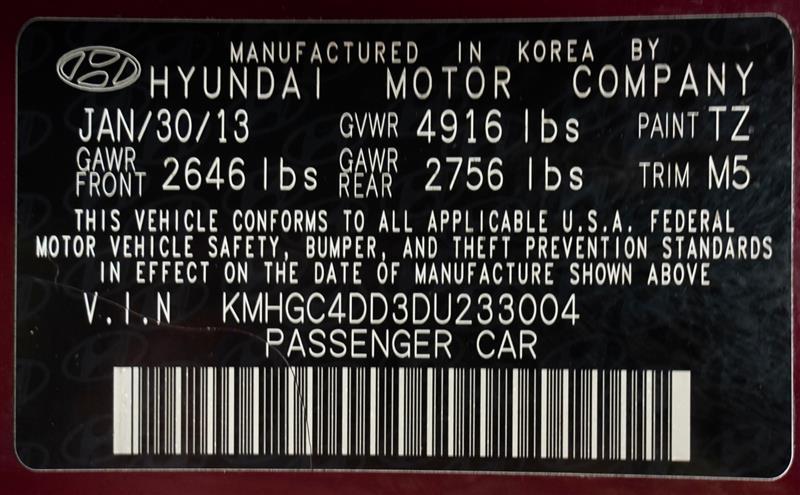 MANUFACTURED IN KOREA BY
HYUNDAI MOTOR COMPANY
JAN/30/13 GVWR 4916 lbs PAINT TZ
GAWR FRONT 2646 lbs GAWR REAR 2756 lbs TRIM M5
THIS VEHICLE CONFORMS TO ALL APPLICABLE U.S.A. FEDERAL
MOTOR VEHICLE SAFETY, BUMPER, AND THEFT PREVENTION STANDARDS
IN EFFECT ON THE DATE OF MANUFACTURE SHOWN ABOVE
V.I.N KMHGC4DD3DU233004
PASSENGER CAR